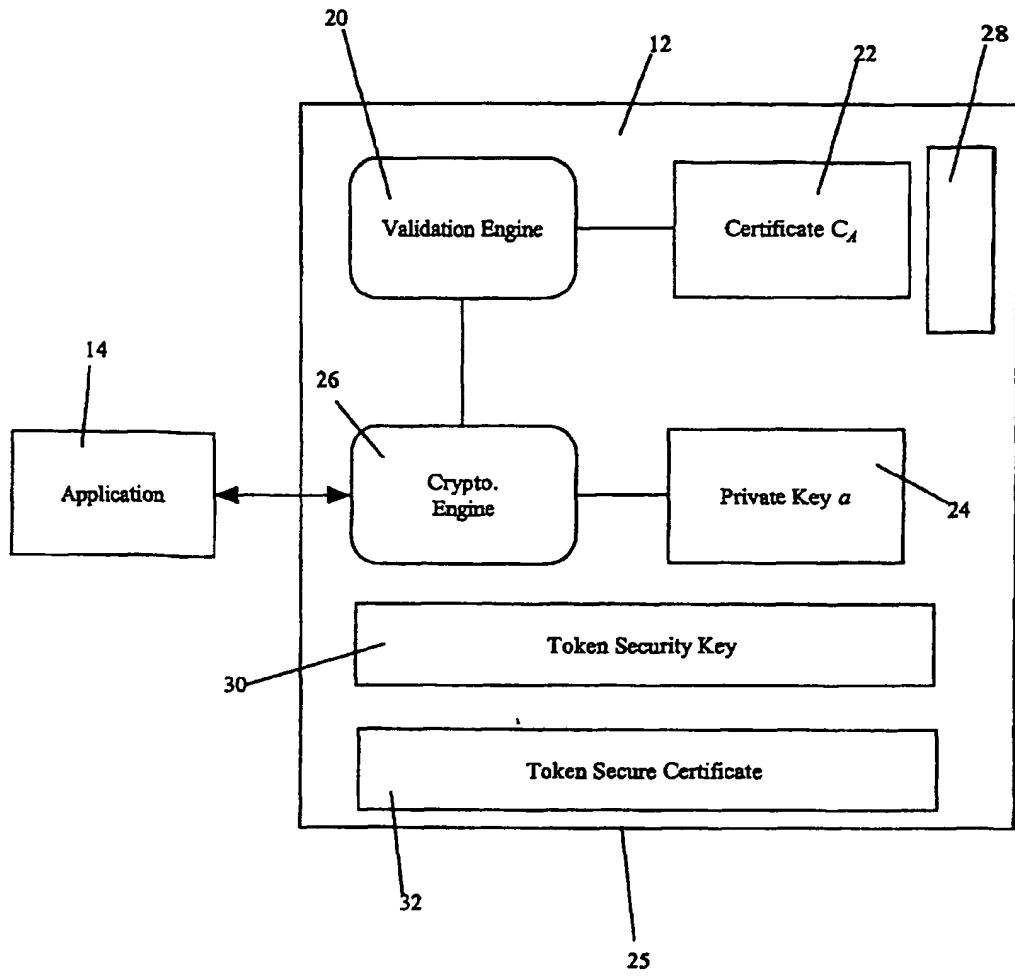 20
12
22
28
Validation Engine
Certificate C_A
14
26
Application
Crypto.
Engine
Private Key a
24
Token Security Key
30
Token Secure Certificate
32
25